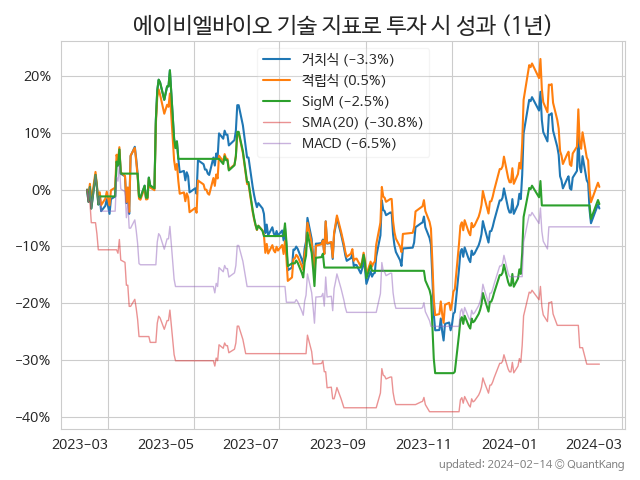 에이비엘바이오 기술 지표로 투자 시 성과 (1년)
거치식 (−3.3%)
적립식 (0.5%)
SigM (−2.5%)
SMA(20) (−30.8%)
MACD (−6.5%)
20%
10%
0%
−10%
−20%
−30%
−40%
2023-03 2023-05 2023-07 2023-09 2023-11 2024-01 2024-03
updated: 2024-02-14 © QuantKang